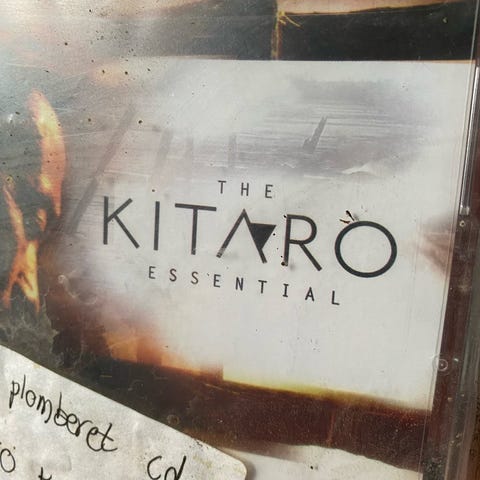 THE
KITARO
ESSENTIAL
plomberet cd